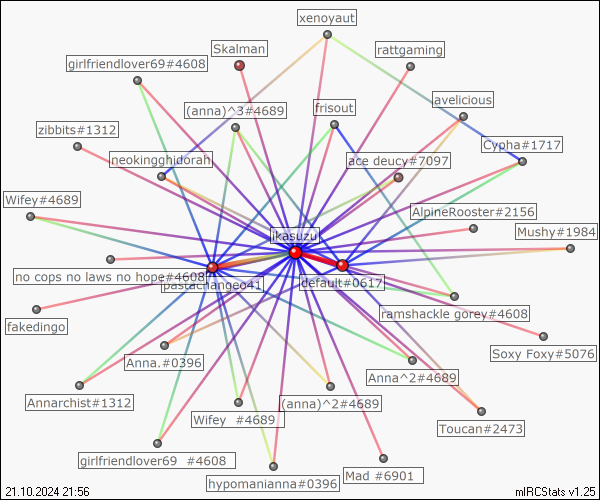 xenoyaut
Skalman
rattgaming
girlfriendlover69#4608
avelicious
(anna)^3#4689
frisout
zibbits#1312
Cypha#1717
neokingghidorah
ace deucy#7097
Wifey#4689
AlpineRooster#2156
Mushy#1984
ikasuzu
no cops no laws no hope#4608
pastachangeo41
default#0617
ramshackle gorey#4608
fakedingo
Soxy Foxy#5076
Anna.#0396
Anna^2#4689
Annarchist#1312
(anna)^2#4689
Wifey  #4689
Toucan#2473
girlfriendlover69  #4608
Mad  #6901
hypomanianna#0396
21.10.2024 21:56
mIRCStats v1.25